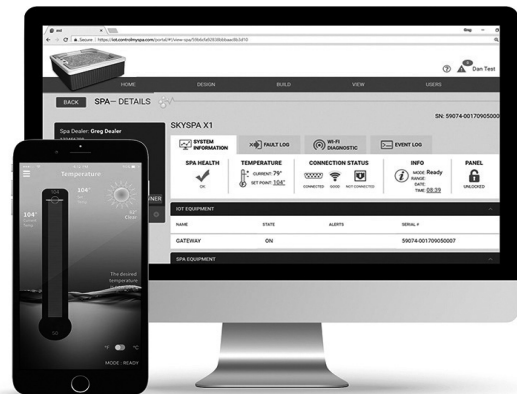 iot
Greg
Secure
https://iot.controlmyspa.com/portal/#!/view-spa/
Dan Test
HOME DESIGN BUILD VIEW USERS
BACK SPA— DETAILS
SN: 59074-00170905000
Spa Dealer: Greg Dealer
SKYSPA X1
SYSTEM
INFORMATION
FAULT LOG
WI-FI
DIAGNOSTIC
EVENT LOG
SPA HEALTH TEMPERATURE CONNECTION STATUS INFO PANEL
OK
CURRENT: 79°
SET POINT: 104°
CONNECTED GOOD NOT CONNECTED
MODE: Ready
RANGE:
DATE:
TIME: 08:39
UNLOCKED
IOT EQUIPMENT
NAME STATE ALERTS SERIAL #
GATEWAY ON 59074-001709050007
SPA EQUIPMENT
Temperature
104°
104°
Clear
The desired
temperature
°F °C
MODE : READY